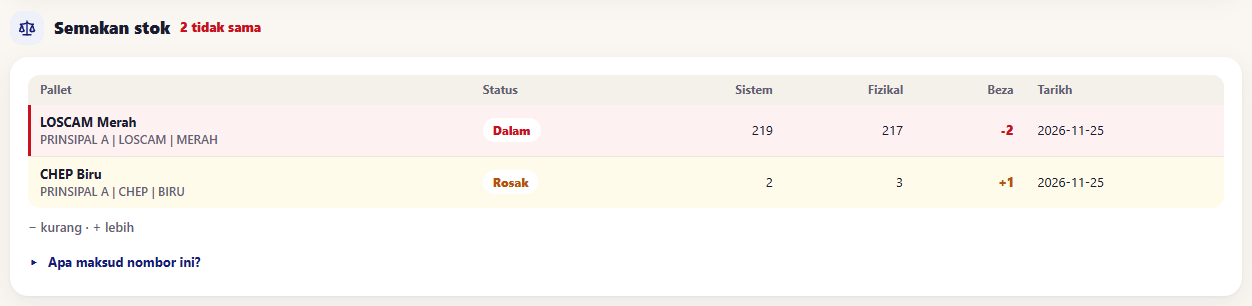 Semakan stok 2 tidak sama
Pallet Status Sistem Fizikal Beza Tarikh
LOSCAM Merah
PRINSIPAL A | LOSCAM | MERAH
Dalam 219 217 -2 2026-11-25
CHEP Biru
PRINSIPAL A | CHEP | BIRU
Rosak 2 3 +1 2026-11-25
− kurang · + lebih
Apa maksud nombor ini?